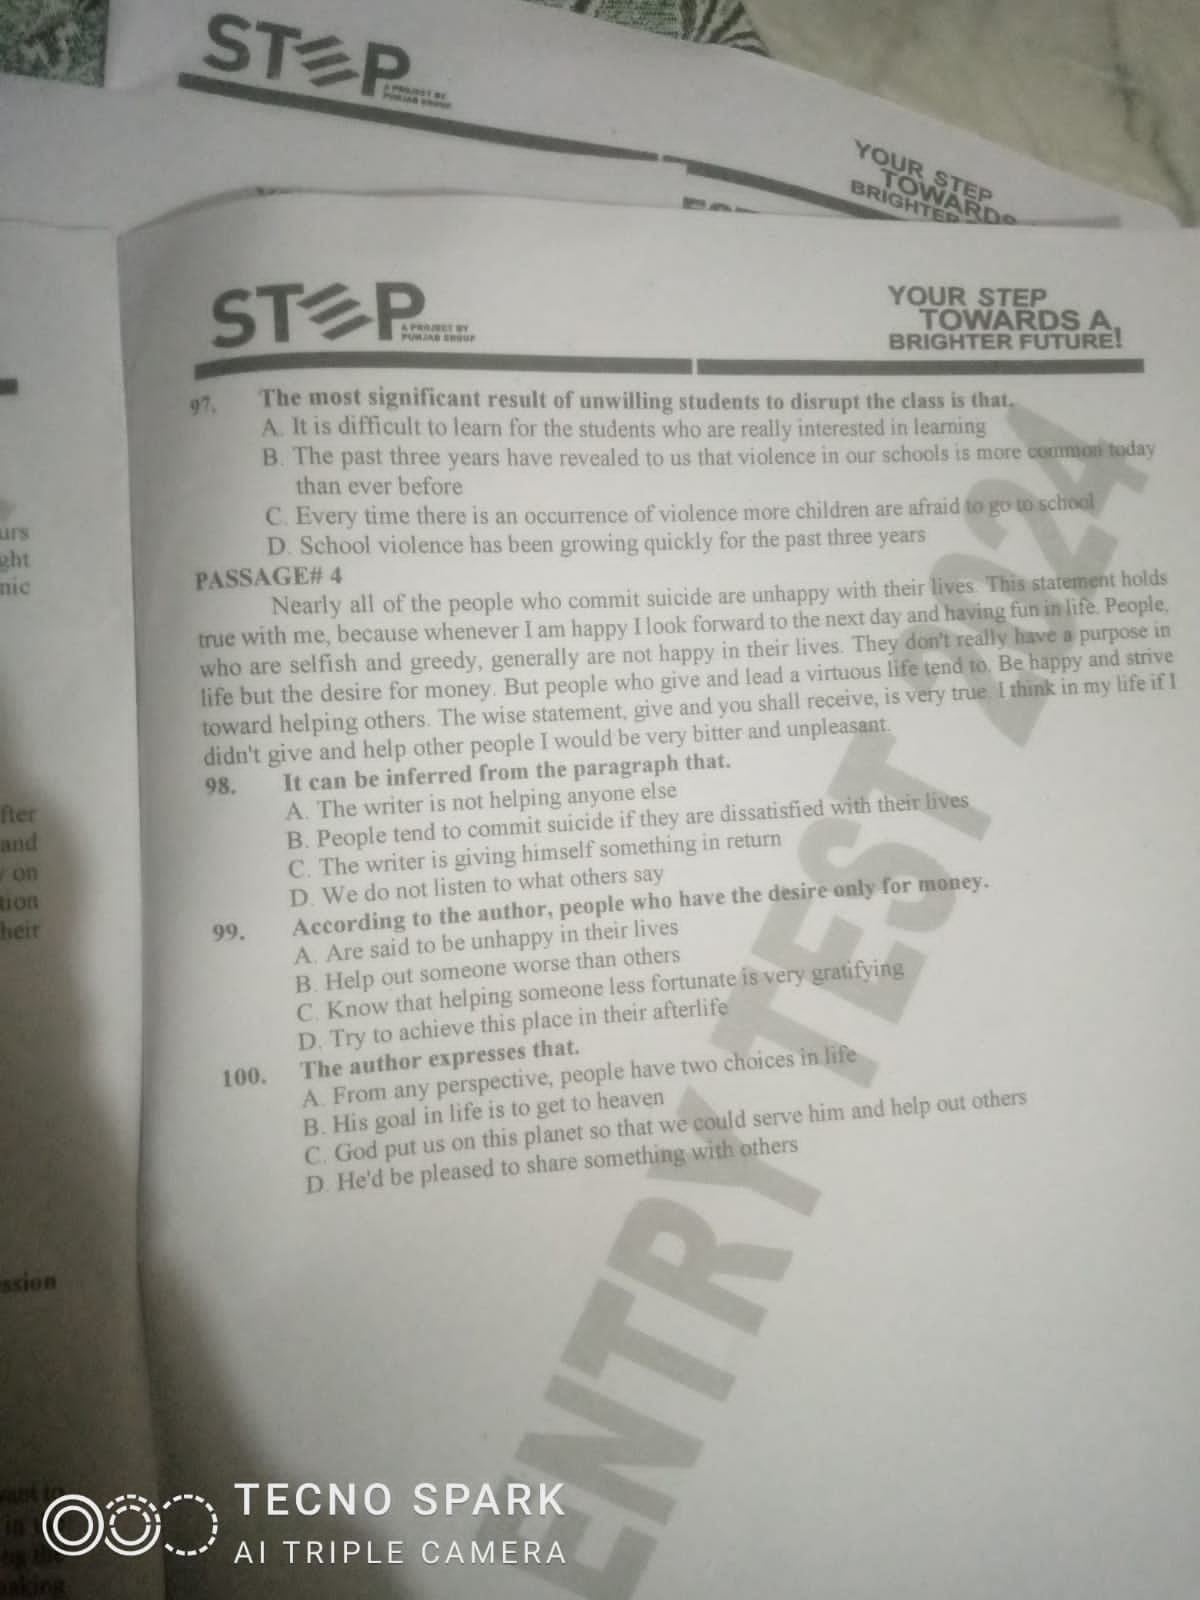 STEP
A PROJECT BY
PUNJAB GROUP
YOUR STEP
TOWARDS
BRIGHTER
STEP
A PROJECT BY
PUNJAB GROUP
YOUR STEP
TOWARDS A
BRIGHTER FUTURE!
97. The most significant result of unwilling students to disrupt the class is that.
A. It is difficult to learn for the students who are really interested in learning
B. The past three years have revealed to us that violence in our schools is more common today
than ever before
C. Every time there is an occurrence of violence more children are afraid to go to school
D. School violence has been growing quickly for the past three years
PASSAGE# 4
Nearly all of the people who commit suicide are unhappy with their lives. This statement holds
true with me, because whenever I am happy I look forward to the next day and having fun in life. People,
who are selfish and greedy, generally are not happy in their lives. They don't really have a purpose in
life but the desire for money. But people who give and lead a virtuous life tend to. Be happy and strive
toward helping others. The wise statement, give and you shall receive, is very true. I think in my life if I
didn't give and help other people I would be very bitter and unpleasant.
98. It can be inferred from the paragraph that.
A. The writer is not helping anyone else
B. People tend to commit suicide if they are dissatisfied with their lives
C. The writer is giving himself something in return
D. We do not listen to what others say
99. According to the author, people who have the desire only for money.
A. Are said to be unhappy in their lives
B. Help out someone worse than others
C. Know that helping someone less fortunate is very gratifying
D. Try to achieve this place in their afterlife
100. The author expresses that.
A. From any perspective, people have two choices in life
B. His goal in life is to get to heaven
C. God put us on this planet so that we could serve him and help out others
D. He'd be pleased to share something with others
ENTRY TEST 2024
urs
ght
nic
fter
and
on
tion
heir
ssion
TECNO SPARK
AI TRIPLE CAMERA